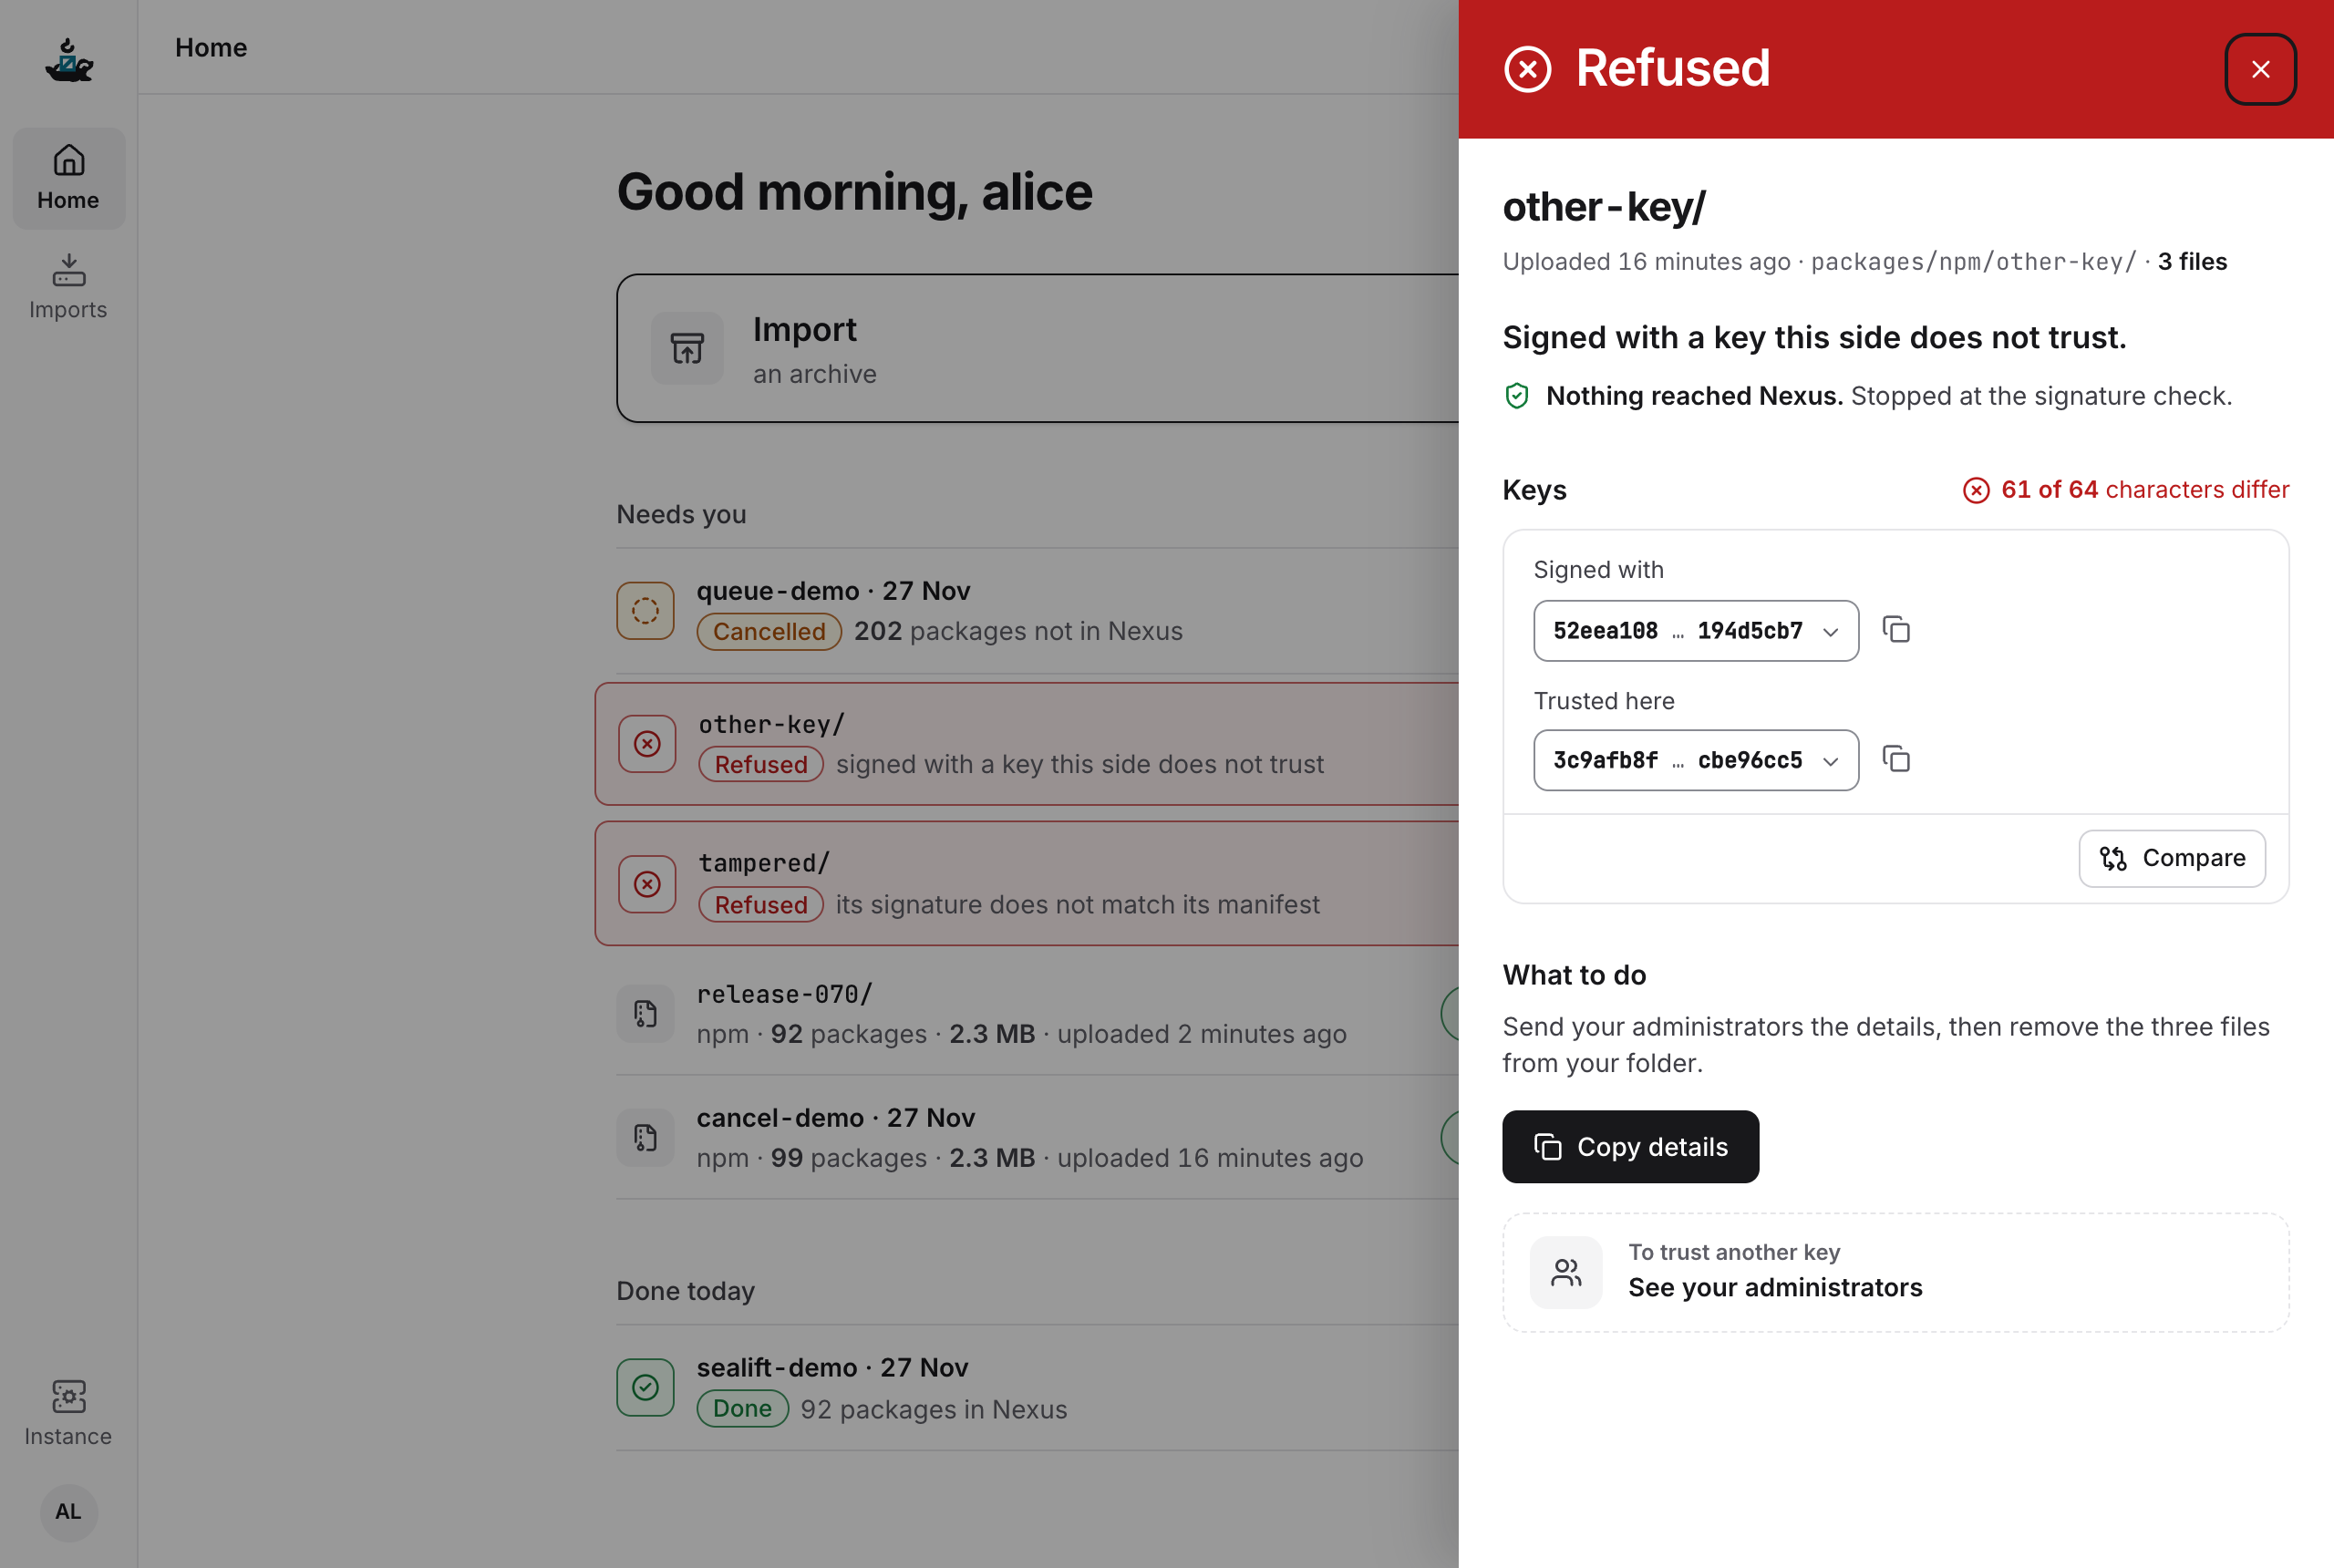 Home
Home
Imports
Instance
AL
Good morning, alice
Import
an archive
Needs you
queue-demo · 27 Nov
Cancelled 202 packages not in Nexus
other-key/
Refused signed with a key this side does not trust
tampered/
Refused its signature does not match its manifest
release-070/
npm · 92 packages · 2.3 MB · uploaded 2 minutes ago
cancel-demo · 27 Nov
npm · 99 packages · 2.3 MB · uploaded 16 minutes ago
Done today
sealift-demo · 27 Nov
Done 92 packages in Nexus
Refused
other-key/
Uploaded 16 minutes ago · packages/npm/other-key/ · 3 files
Signed with a key this side does not trust.
Nothing reached Nexus. Stopped at the signature check.
Keys
61 of 64 characters differ
Signed with
52eea108 … 194d5cb7
Trusted here
3c9afb8f … cbe96cc5
Compare
What to do
Send your administrators the details, then remove the three files
from your folder.
Copy details
To trust another key
See your administrators